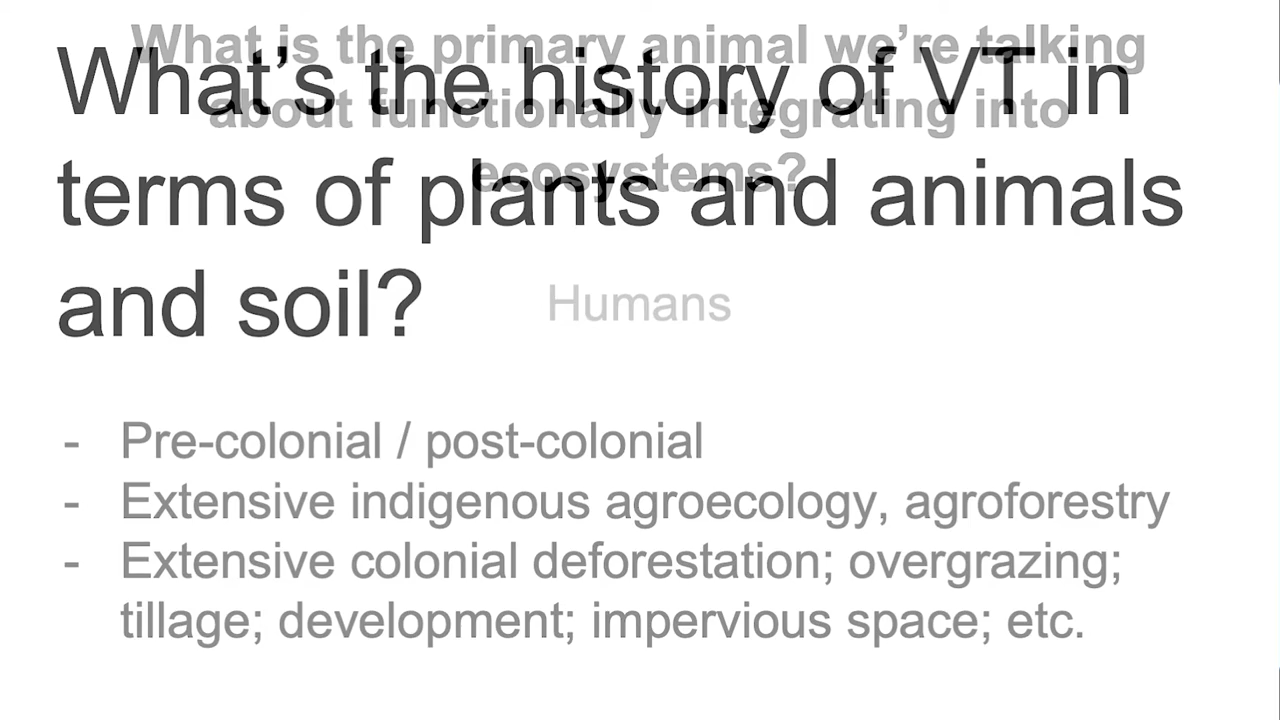 What is the primary animal we're talking
about functionally integrating into
ecosystems?
Humans
What's the history of VT in
terms of plants and animals
and soil?
- Pre-colonial / post-colonial
- Extensive indigenous agroecology, agroforestry
- Extensive colonial deforestation; overgrazing;
tillage; development; impervious space; etc.